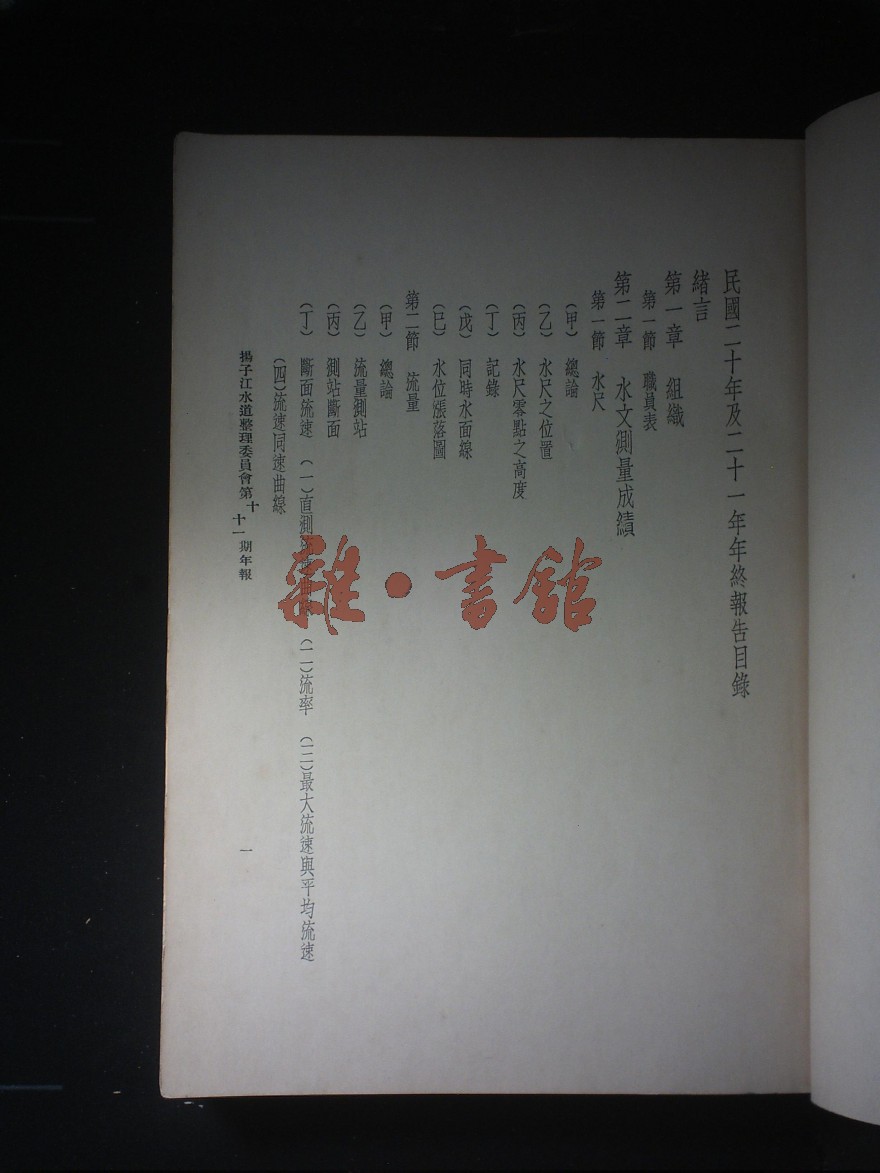 民國二十年及二十一年年終報告目錄
緒言
第一章 組織
第一節 職員表
第二章 水文測量成績
第一節 水尺
（甲） 總論
（乙） 水尺之位置
（丙） 水尺零點之高度
（丁） 記錄
（戊） 同時水面線
（巳） 水位漲落圖
第二節 流量
（甲） 總論
（乙） 流量測站
（丙） 測站斷面
（丁） 斷面流速 （一）直測 （二）流率 （三）最大流速與平均流速
（四）流速同速曲線
揚子江水道整理委員會第十 十一期年報
一
雜·書館